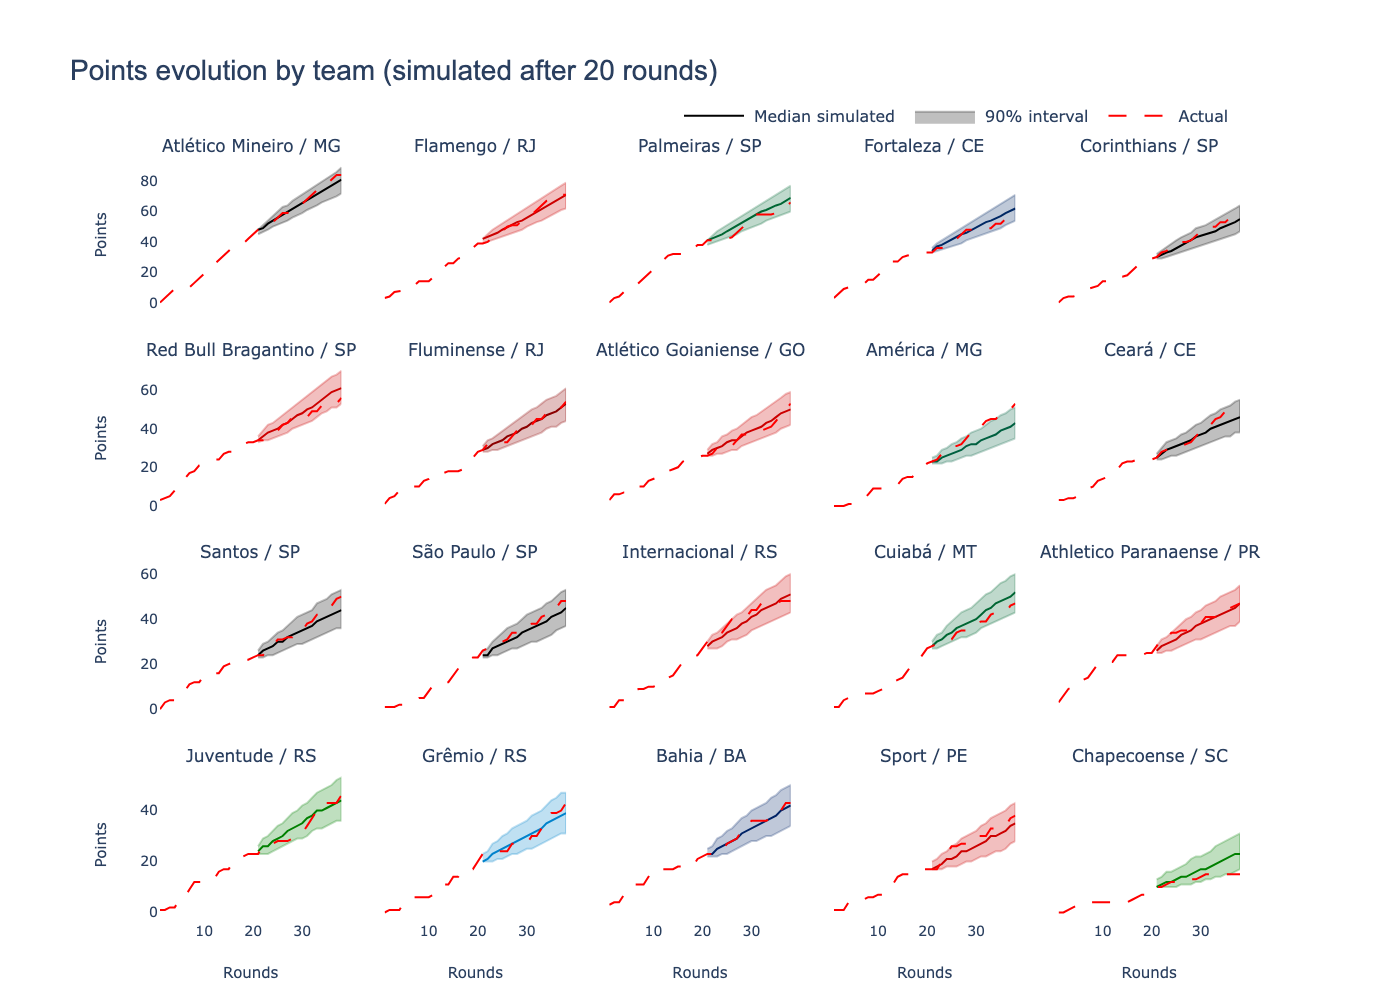 Points evolution by team (simulated after 20 rounds)
Median simulated 90% interval Actual
Atlético Mineiro / MG Flamengo / RJ Palmeiras / SP Fortaleza / CE Corinthians / SP
80
60
40
20
0
Points
Red Bull Bragantino / SP Fluminense / RJ Atlético Goianiense / GO América / MG Ceará / CE
60
40
20
0
Points
Santos / SP São Paulo / SP Internacional / RS Cuiabá / MT Athletico Paranaense / PR
60
40
20
0
Points
Juventude / RS Grêmio / RS Bahia / BA Sport / PE Chapecoense / SC
40
20
0
Points
10 20 30 10 20 30 10 20 30 10 20 30 10 20 30
Rounds Rounds Rounds Rounds Rounds